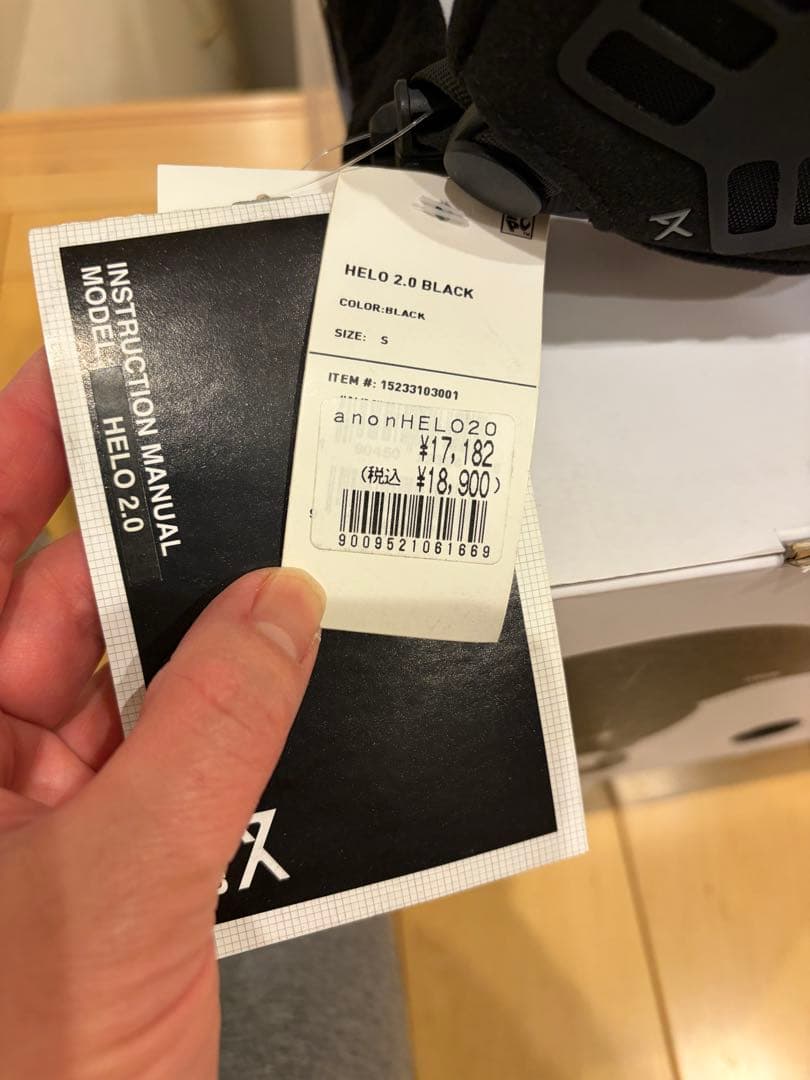 INSTRUCTION MANUAL
MODEL HELO 2.0
HELO 2.0 BLACK
COLOR:BLACK
SIZE: S
ITEM #: 15233103001
anonHELO20
¥17,182
(税込 ¥18,900)
9009521061669